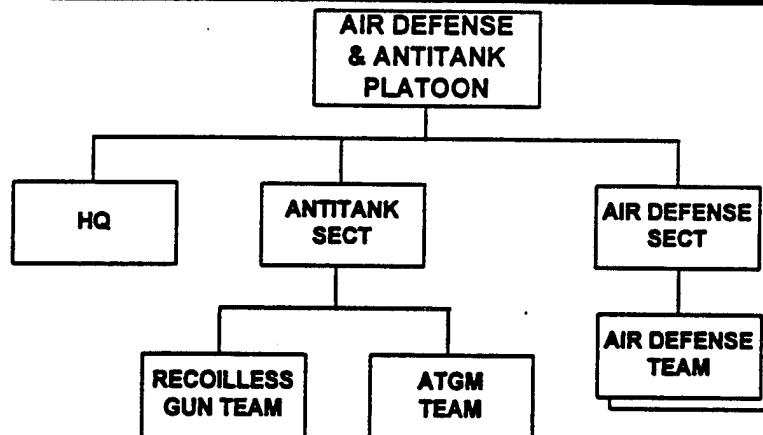 AIR DEFENSE
& ANTITANK
PLATOON
HQ
ANTITANK
SECT
AIR DEFENSE
SECT
RECOILLESS
GUN TEAM
ATGM
TEAM
AIR DEFENSE
TEAM